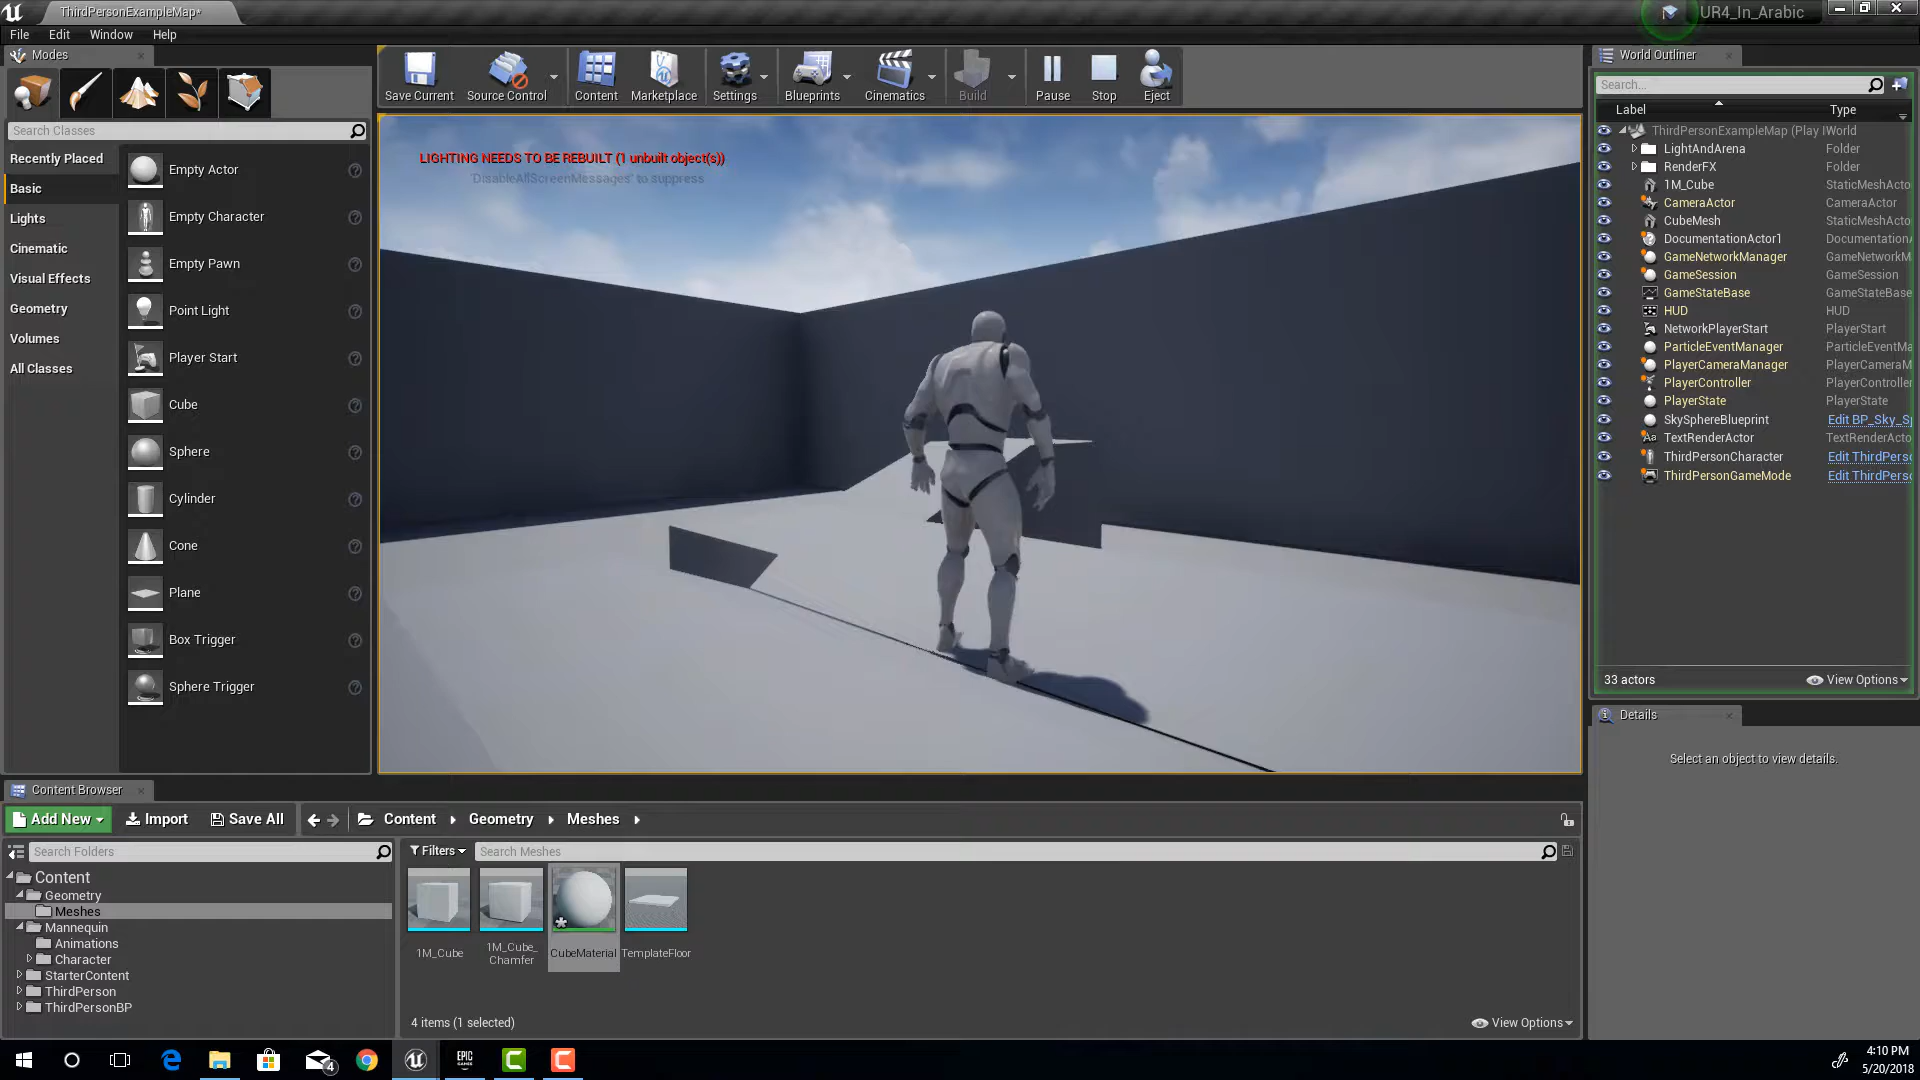 ThirdPersonExampleMap*
UR4_In_Arabic
File Edit Window Help
Modes
Search Classes
Recently Placed
Basic
Lights
Cinematic
Visual Effects
Geometry
Volumes
All Classes
Empty Actor
Empty Character
Empty Pawn
Point Light
Player Start
Cube
Sphere
Cylinder
Cone
Plane
Box Trigger
Sphere Trigger
Save Current Source Control Content Marketplace Settings Blueprints Cinematics Build Pause Stop Eject
LIGHTING NEEDS TO BE REBUILT (1 unbuilt object(s))
'DisableAllScreenMessages' to suppress
World Outliner
Search...
Label Type
ThirdPersonExampleMap (Play I World
LightAndArena Folder
RenderFX Folder
1M_Cube StaticMeshActo
CameraActor CameraActor
CubeMesh StaticMeshActo
DocumentationActor1 Documentation
GameNetworkManager GameNetworkM
GameSession GameSession
GameStateBase GameStateBase
HUD HUD
NetworkPlayerStart PlayerStart
ParticleEventManager ParticleEventMa
PlayerCameraManager PlayerCameraM
PlayerController PlayerController
PlayerState PlayerState
SkySphereBlueprint Edit BP_Sky_Sp
TextRenderActor TextRenderActo
ThirdPersonCharacter Edit ThirdPerso
ThirdPersonGameMode Edit ThirdPerso
33 actors View Options
Details
Select an object to view details.
Content Browser
Add New Import Save All Content Geometry Meshes
Search Folders
Content
Geometry
Meshes
Mannequin
Animations
Character
StarterContent
ThirdPerson
ThirdPersonBP
Filters Search Meshes
1M_Cube
1M_Cube_
Chamfer
CubeMaterial
TemplateFloor
4 items (1 selected) View Options
EPIC
GAMES
4
4:10 PM
5/20/2018